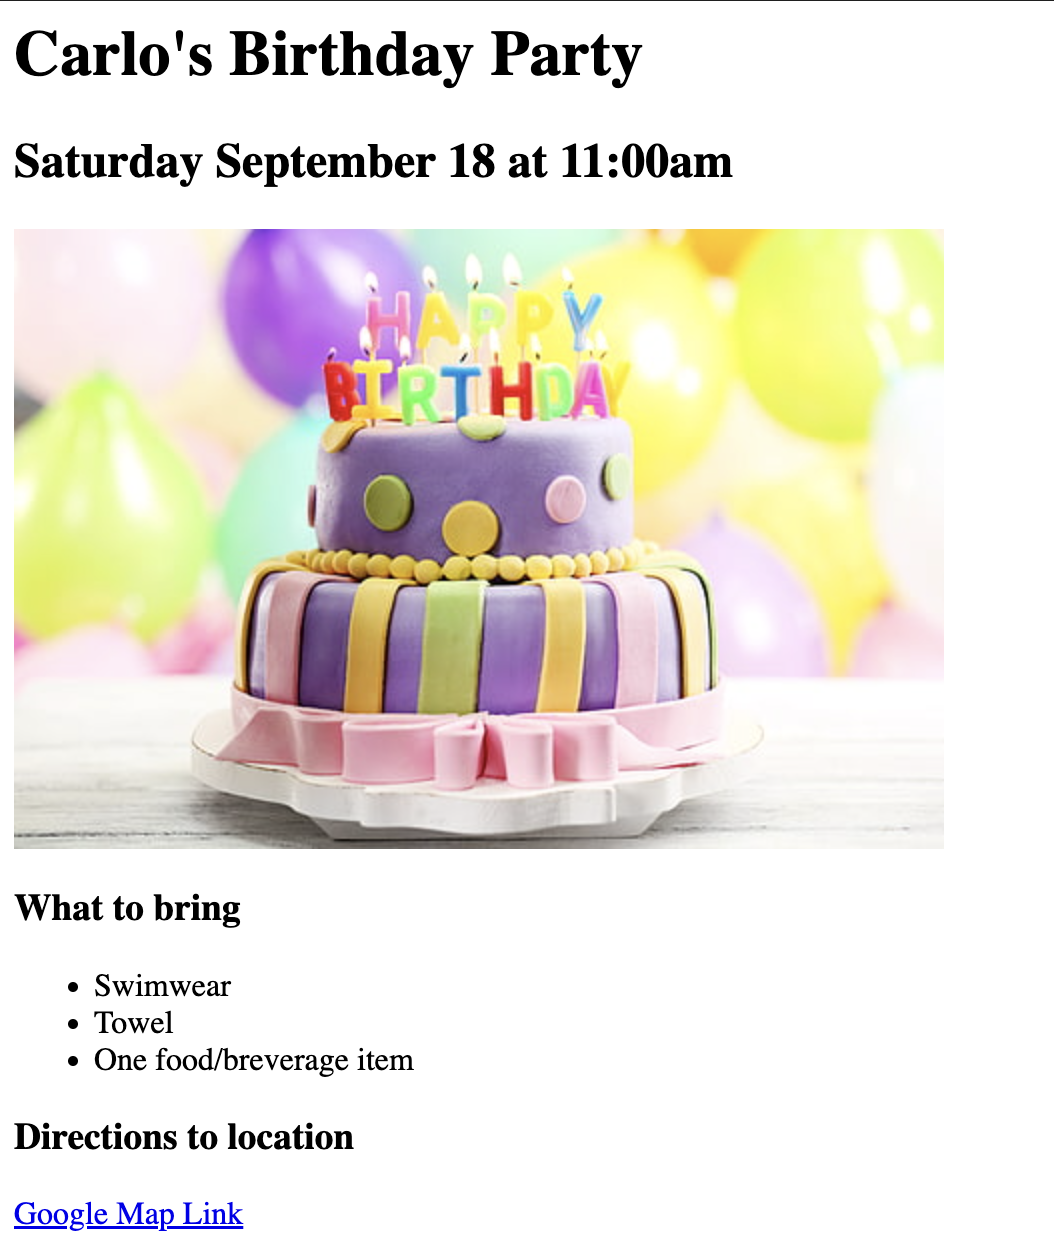 Carlo's Birthday Party
Saturday September 18 at 11:00am
HAPPY
BIRTHDAY
What to bring
Swimwear
Towel
One food/breverage item
Directions to location
Google Map Link